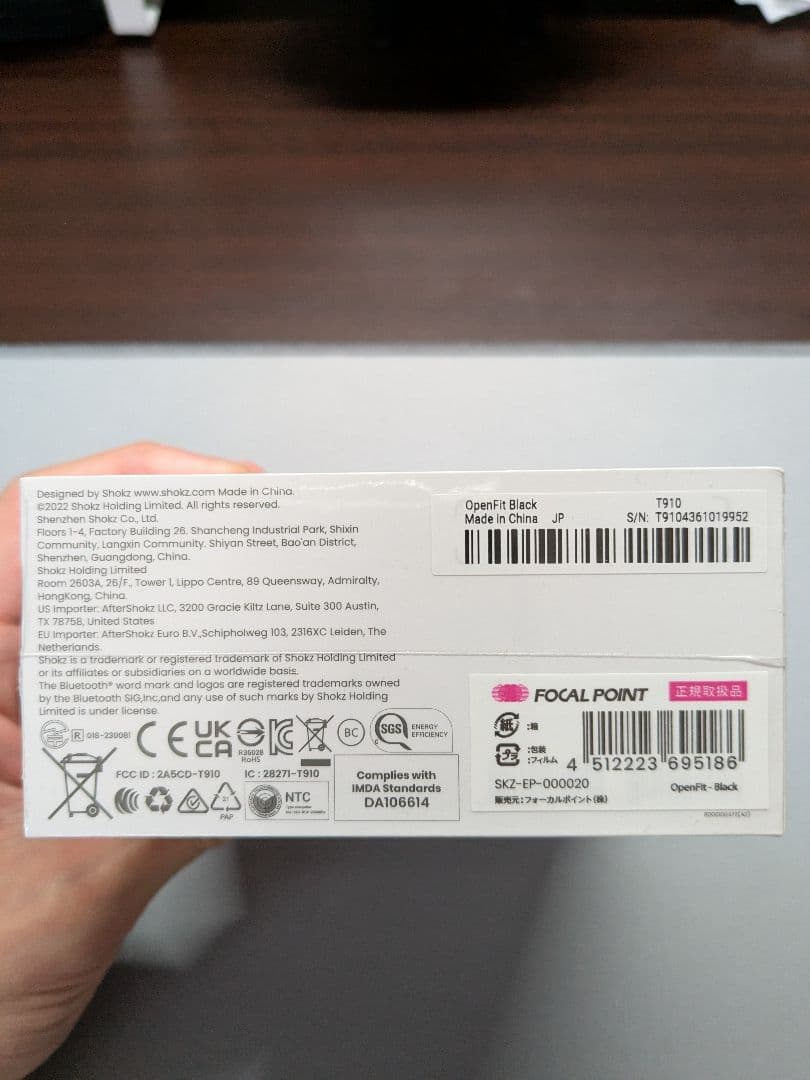 Designed by Shokz www.shokz.com Made in China.
©2022 Shokz Holding Limited. All rights reserved.
Shenzhen Shokz Co., Ltd.
Floors 1-4, Factory Building 26. Shancheng Industrial Park, Shixin
Community, Langxin Community. Shiyan Street, Bao'an District,
Shenzhen, Guangdong, China.
Shokz Holding Limited
Room 2603A, 26/F., Tower 1, Lippo Centre, 89 Queensway, Admiralty,
HongKong, China.
US Importer: AfterShokz LLC, 3200 Gracie Kiltz Lane, Suite 300 Austin,
TX 78758, United States
EU Importer: AfterShokz Euro B.V.,Schipholweg 103, 2316XC Leiden, The
Netherlands.
Shokz is a trademark or registered trademark of Shokz Holding Limited
or its affiliates or subsidiaries on a worldwide basis.
The Bluetooth® word mark and logos are registered trademarks owned
by the Bluetooth SIG,Inc,and any use of such marks by Shokz Holding
Limited is under license.
R 018-230081
CE
UK
CA
R36028
RoHS
BC
SGS
ENERGY
EFFICIENCY
FCC ID : 2A5CD-T910
IC : 28271-T910
21
PAP
NTC
Complies with
IMDA Standards
DA106614
OpenFit Black
T910
Made in China JP
S/N: T9104361019952
FOCAL POINT
正規取扱品
紙
:箱
プラ
:包装
:フィルム
4 512223 695186
SKZ-EP-000020
OpenFit - Black
販売元：フォーカルポイント(株)